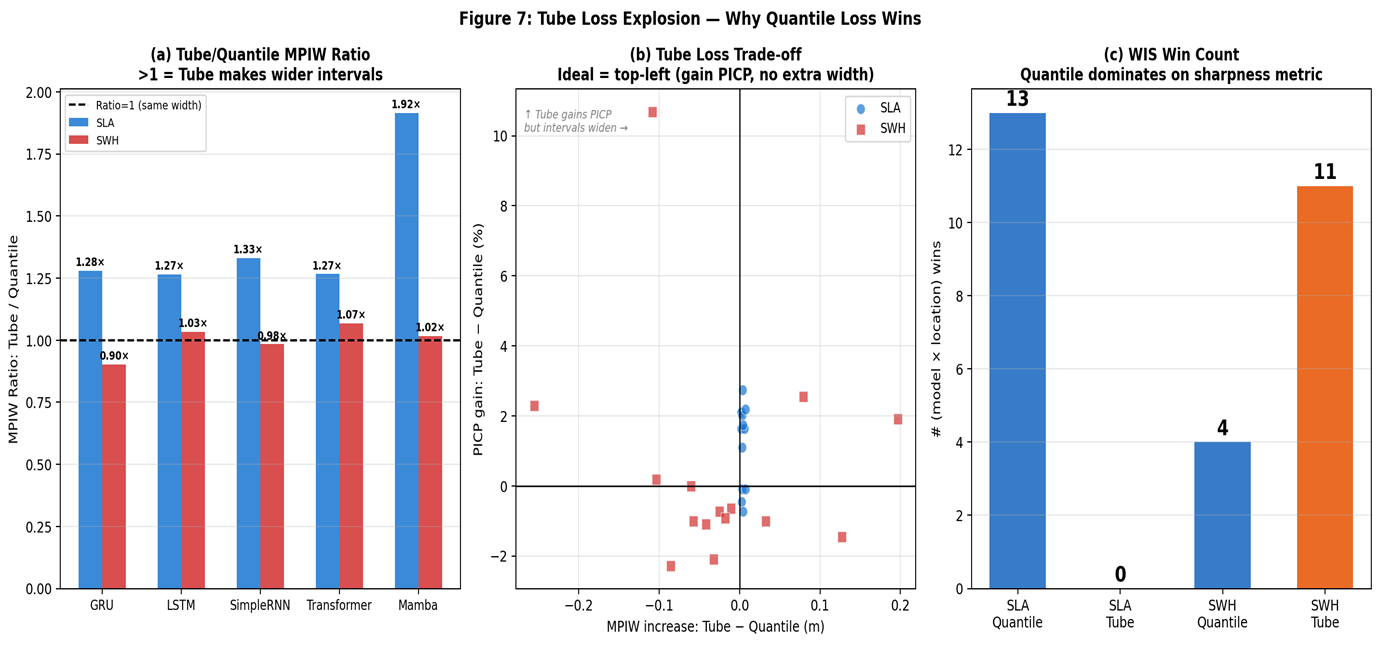 Figure 7: Tube Loss Explosion — Why Quantile Loss Wins
(a) Tube/Quantile MPIW Ratio
>1 = Tube makes wider intervals
MPIW Ratio: Tube / Quantile
2.00
1.75
1.50
1.25
1.00
0.75
0.50
0.25
0.00
Ratio=1 (same width)
SLA
SWH
1.28×
0.90×
1.27×
1.03×
1.33×
0.98×
1.27×
1.07×
1.92×
1.02×
GRU
LSTM
SimpleRNN
Transformer
Mamba
(b) Tube Loss Trade-off
Ideal = top-left (gain PICP, no extra width)
PICP gain: Tube − Quantile (%)
10
8
6
4
2
0
−2
↑ Tube gains PICP
but intervals widen →
SLA
SWH
−0.2
−0.1
0.0
0.1
0.2
MPIW increase: Tube − Quantile (m)
(c) WIS Win Count
Quantile dominates on sharpness metric
# (model × location) wins
12
10
8
6
4
2
0
13
0
4
11
SLA
Quantile
SLA
Tube
SWH
Quantile
SWH
Tube